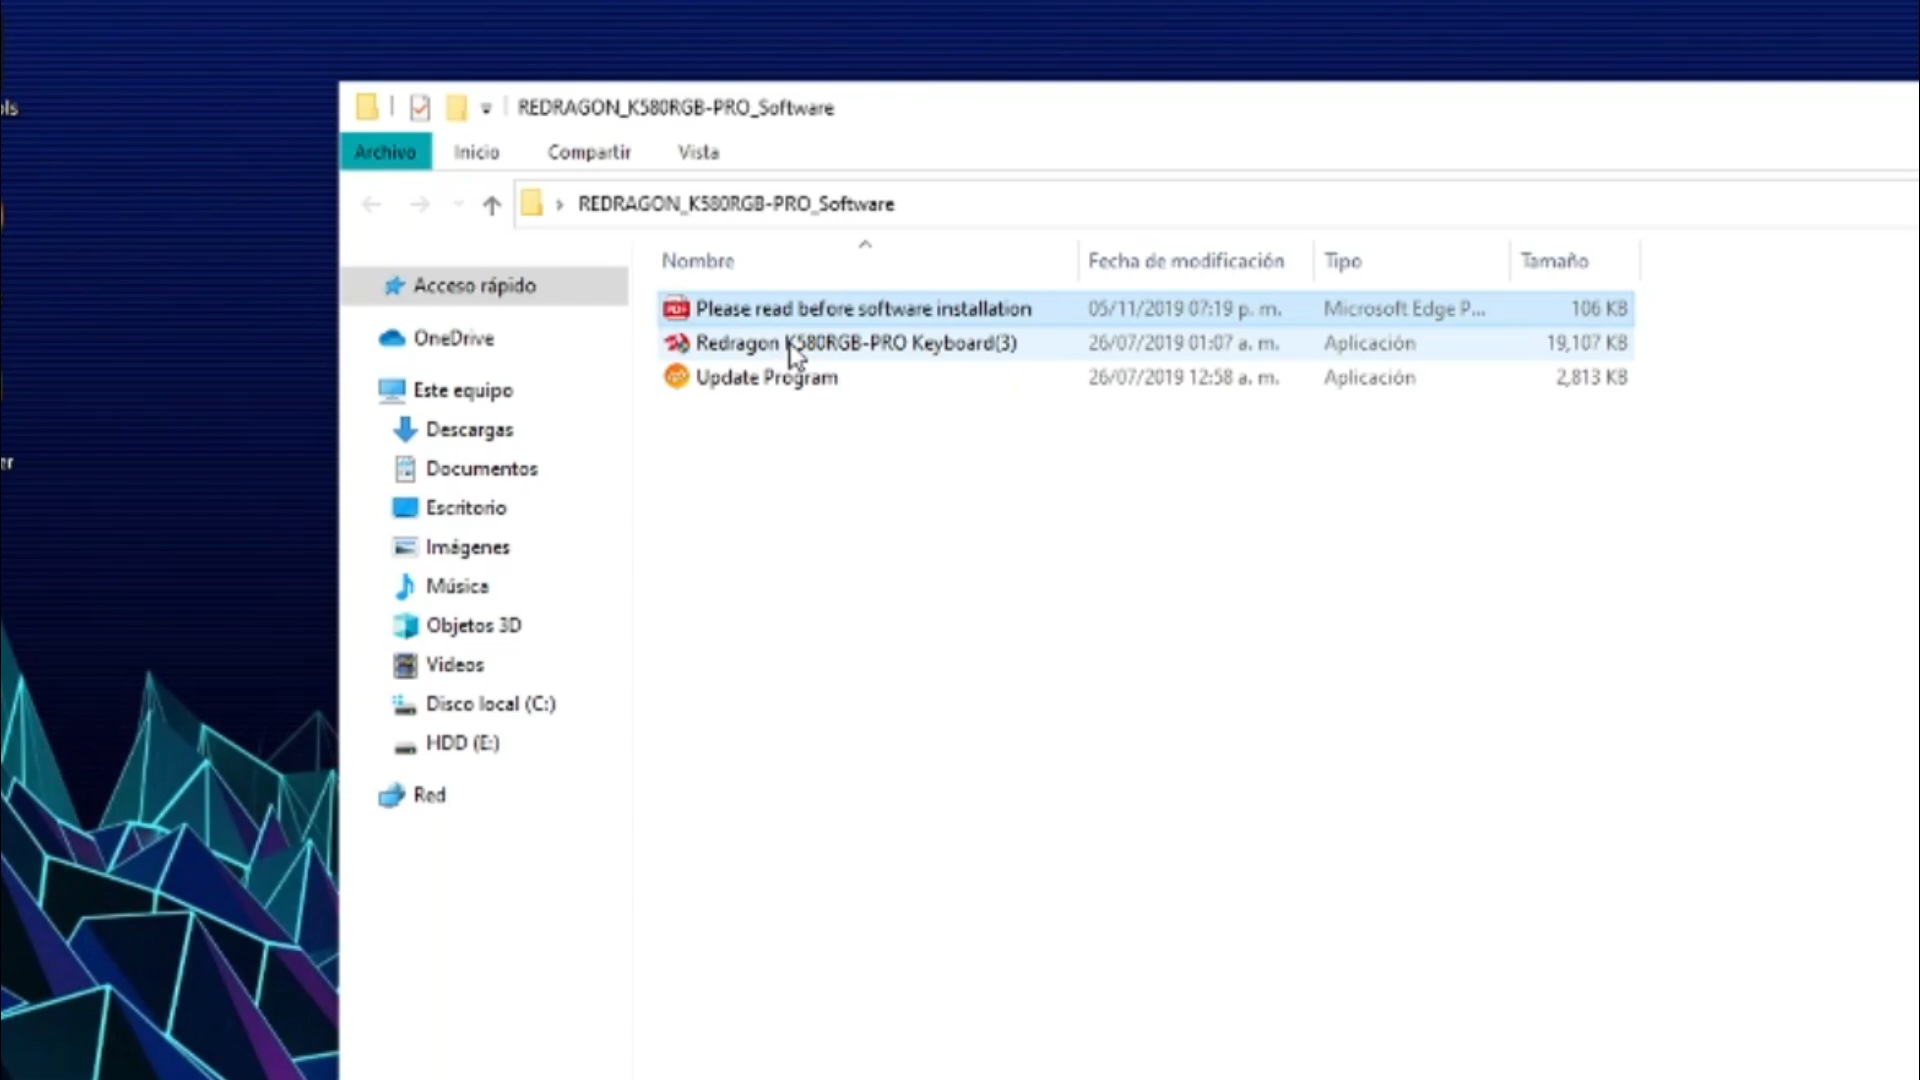 ols
er
REDRAGON_K580RGB-PRO_Software
Archivo Inicio Compartir Vista
REDRAGON_K580RGB-PRO_Software
Nombre Fecha de modificación Tipo Tamaño
Please read before software installation 05/11/2019 07:19 p. m. Microsoft Edge P... 106 KB
Redragon K580RGB-PRO Keyboard(3) 26/07/2019 01:07 a. m. Aplicación 19,107 KB
Update Program 26/07/2019 12:58 a. m. Aplicación 2,813 KB
Acceso rápido
OneDrive
Este equipo
Descargas
Documentos
Escritorio
Imágenes
Música
Objetos 3D
Videos
Disco local (C:)
HDD (E:)
Red